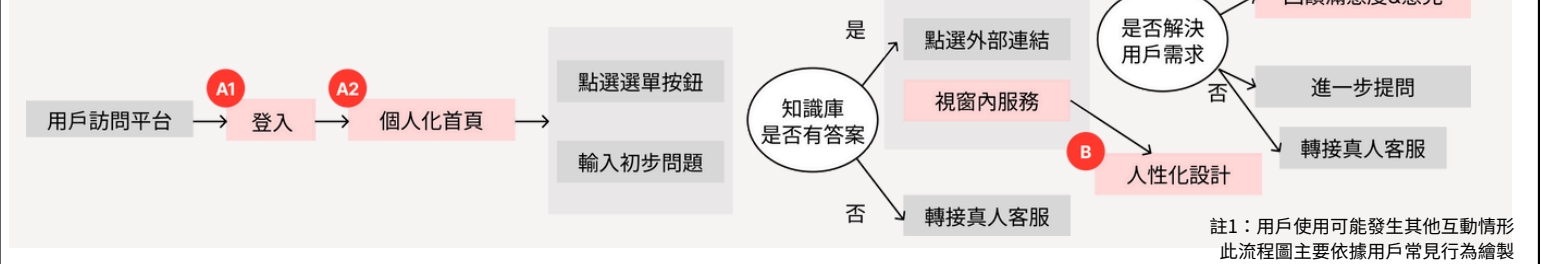 用戶訪問平台
A1
登入
A2
個人化首頁
點選選單按鈕
輸入初步問題
知識庫
是否有答案
是
點選外部連結
視窗內服務
否
轉接真人客服
B
人性化設計
是否解決
用戶需求
否
進一步提問
轉接真人客服
註1：用戶使用可能發生其他互動情形
此流程圖主要依據用戶常見行為繪製